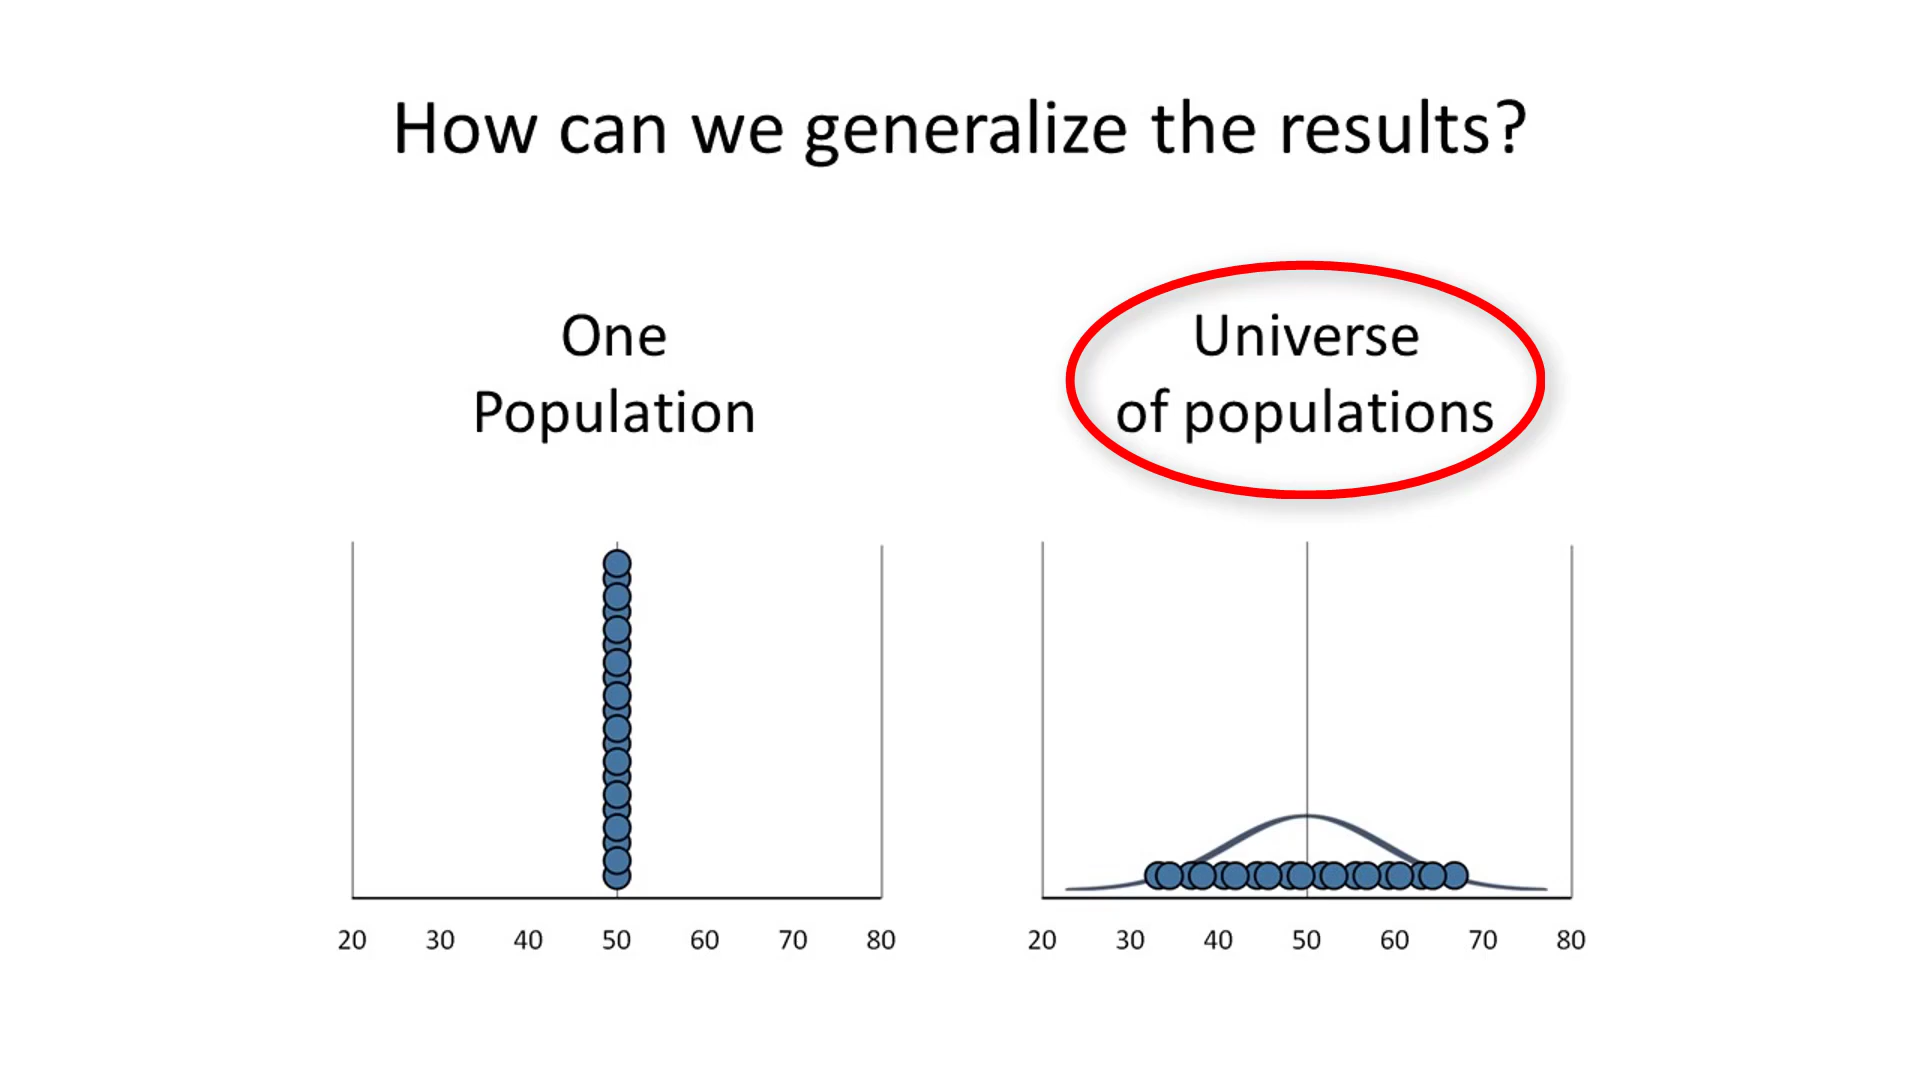 How can we generalize the results?
One
Population
Universe
of populations
20 30 40 50 60 70 80
20 30 40 50 60 70 80